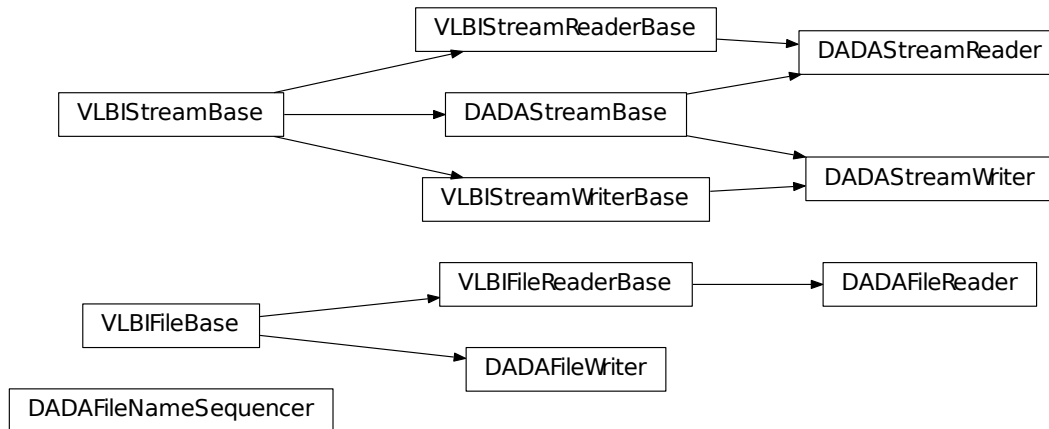 VLBIStreamReaderBase
DADAStreamReader
VLBIStreamBase
DADAStreamBase
DADAStreamWriter
VLBIStreamWriterBase
VLBIFileReaderBase
DADAFileReader
VLBIFileBase
DADAFileWriter
DADAFileNameSequencer